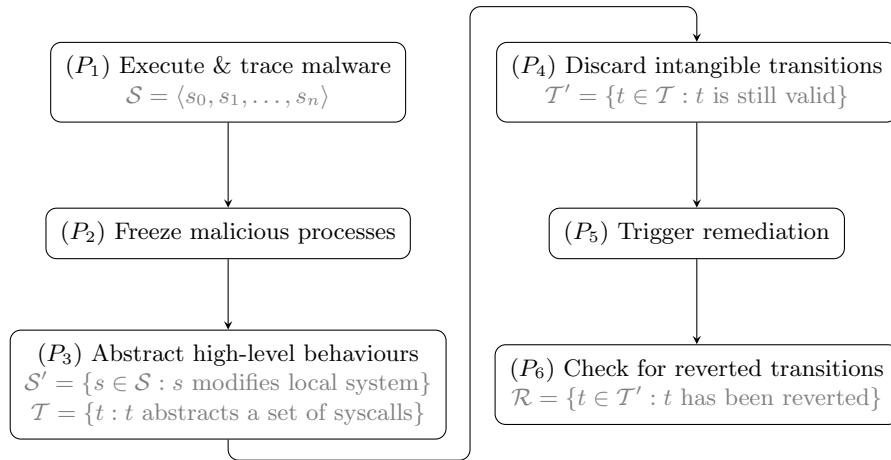 (P₁) Execute & trace malware
𝒮 = ⟨s₀, s₁, . . . , sₙ⟩
(P₂) Freeze malicious processes
(P₃) Abstract high-level behaviours
𝒮′ = {s ∈ 𝒮 : s modifies local system}
𝒯 = {t : t abstracts a set of syscalls}
(P₄) Discard intangible transitions
𝒯′ = {t ∈ 𝒯 : t is still valid}
(P₅) Trigger remediation
(P₆) Check for reverted transitions
ℛ = {t ∈ 𝒯′ : t has been reverted}